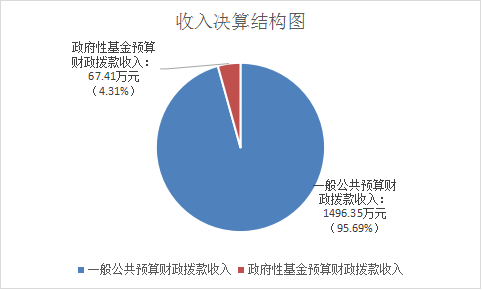 收入决算结构图
政府性基金预算
财政拨款收入：
67.41万元
（4.31%）
一般公共预算财
政拨款收入：
1496.35万元
（95.69%）
一般公共预算财政拨款收入
政府性基金预算财政拨款收入